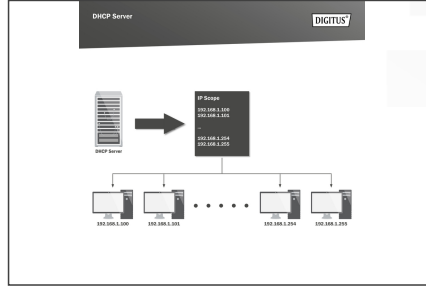 DHCP Server
DIGITUS®
IP Scope
192.168.1.100
192.168.1.101
...
192.168.1.254
192.168.1.255
DHCP Server
192.168.1.100
192.168.1.101
192.168.1.254
192.168.1.255